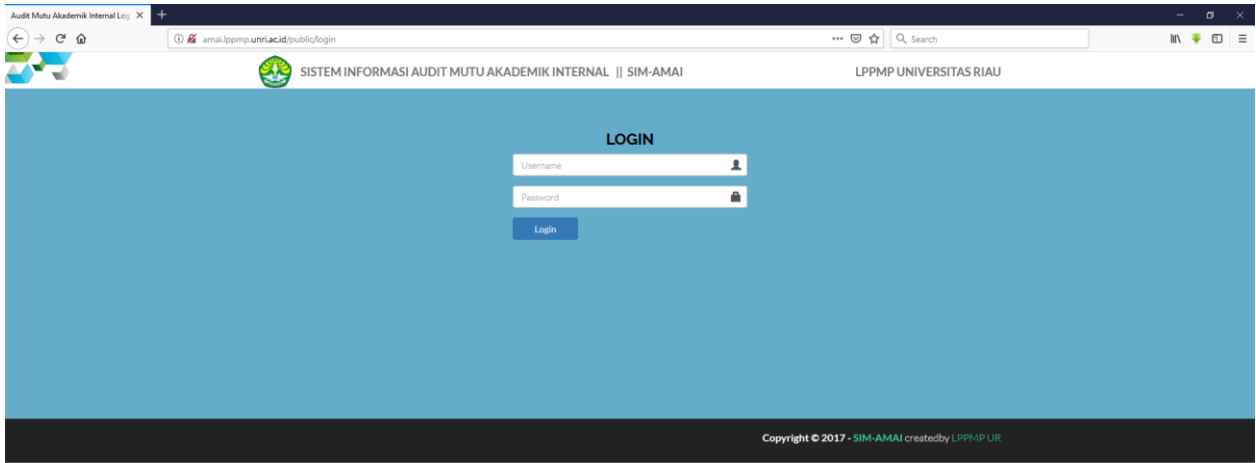 Audit Mutu Akademik Internal Log
amai.lppmp.unri.ac.id/public/login
Search
SISTEM INFORMASI AUDIT MUTU AKADEMIK INTERNAL || SIM-AMAI
LPPMP UNIVERSITAS RIAU
LOGIN
Username
Password
Login
Copyright © 2017 - SIM-AMAI createdby LPPMP UR